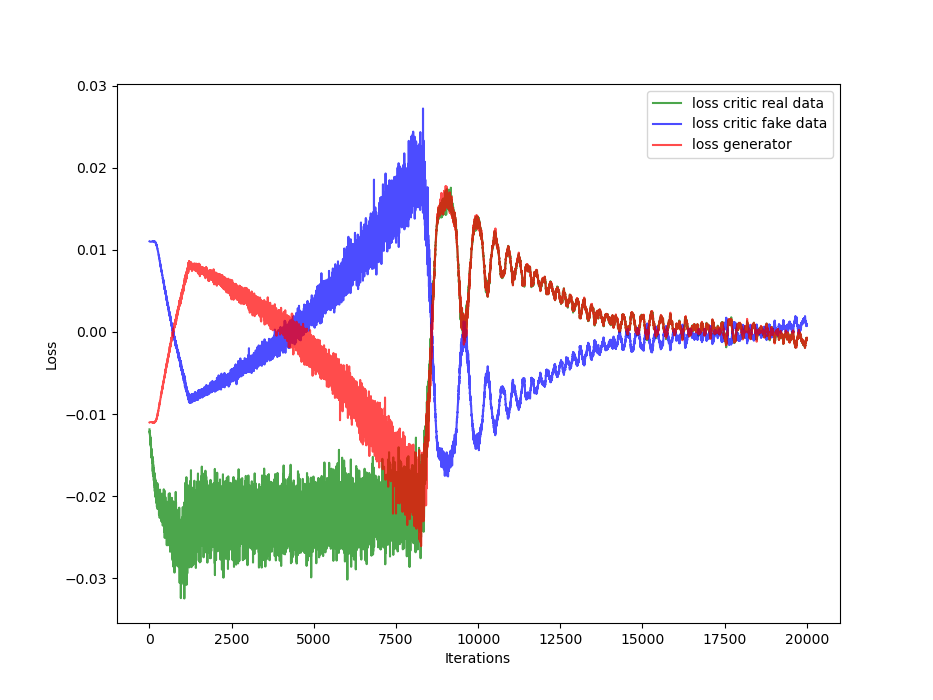 0.03
0.02
0.01
0.00
−0.01
−0.02
−0.03
Loss
0 2500 5000 7500 10000 12500 15000 17500 20000
Iterations
loss critic real data
loss critic fake data
loss generator